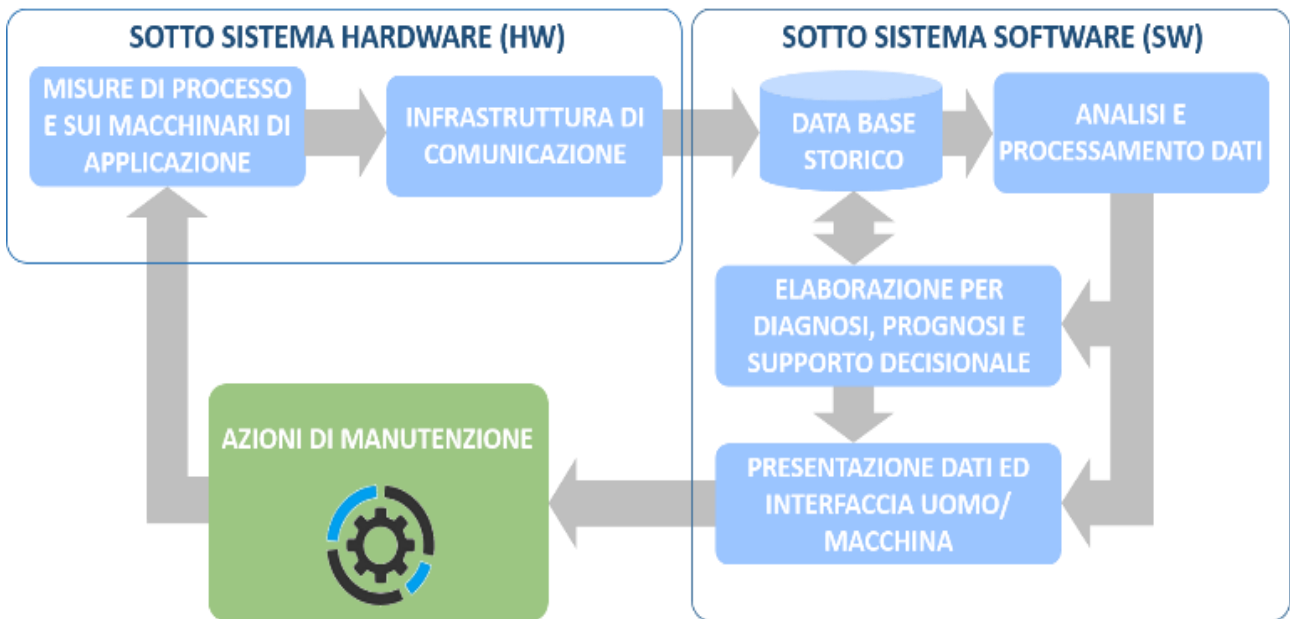 SOTTO SISTEMA HARDWARE (HW)
MISURE DI PROCESSO
E SUI MACCHINARI DI
APPLICAZIONE
INFRASTRUTTURA DI
COMUNICAZIONE
SOTTO SISTEMA SOFTWARE (SW)
DATA BASE
STORICO
ANALISI E
PROCESSAMENTO DATI
ELABORAZIONE PER
DIAGNOSI, PROGNOSI E
SUPPORTO DECISIONALE
PRESENTAZIONE DATI ED
INTERFACCIA UOMO/
MACCHINA
AZIONI DI MANUTENZIONE